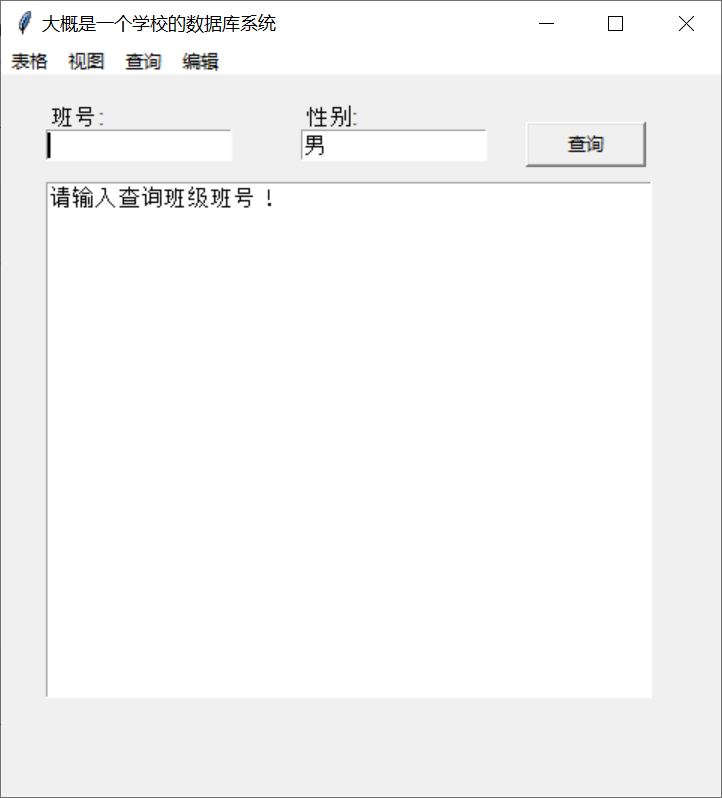 大概是一个学校的数据库系统
表格 视图 查询 编辑
班号: 性别:
男 查询
请输入查询班级班号！